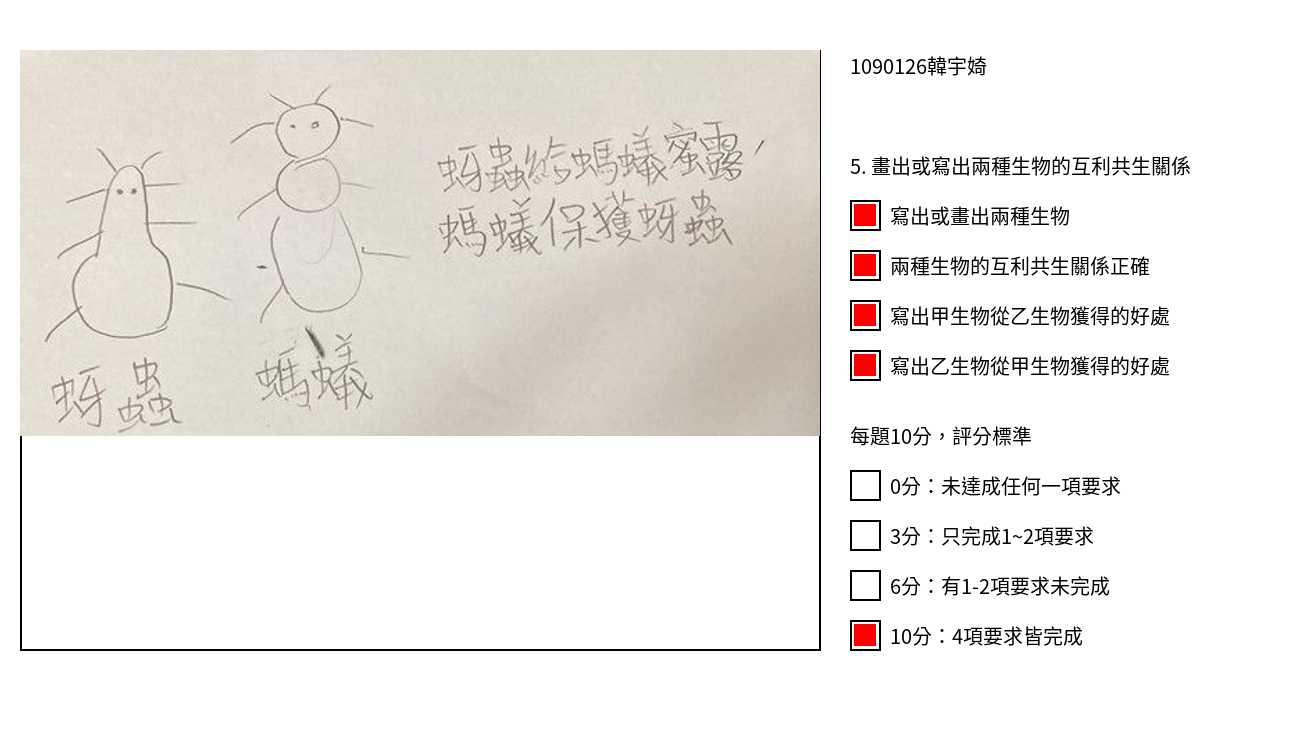 蚜蟲給螞蟻蜜露，
螞蟻保獲蚜蟲
蚜蟲
螞蟻
1090126韓宇婍
5. 畫出或寫出兩種生物的互利共生關係
寫出或畫出兩種生物
兩種生物的互利共生關係正確
寫出甲生物從乙生物獲得的好處
寫出乙生物從甲生物獲得的好處
每題10分，評分標準
0分：未達成任何一項要求
3分：只完成1~2項要求
6分：有1-2項要求未完成
10分：4項要求皆完成